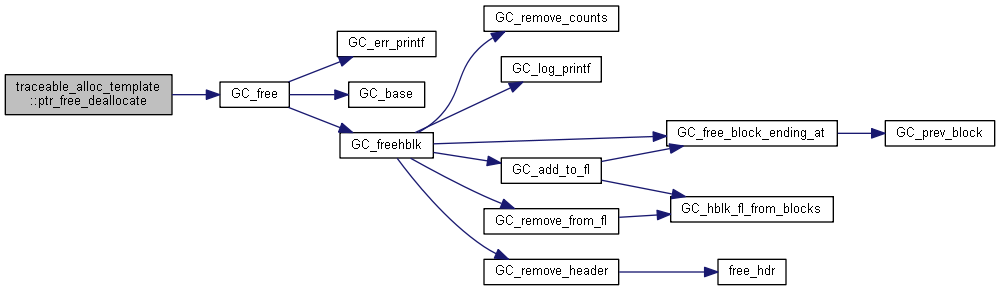 traceable_alloc_template
::ptr_free_deallocate
GC_free
GC_err_printf
GC_base
GC_freehblk
GC_remove_counts
GC_log_printf
GC_free_block_ending_at
GC_prev_block
GC_add_to_fl
GC_hblk_fl_from_blocks
GC_remove_from_fl
GC_remove_header
free_hdr